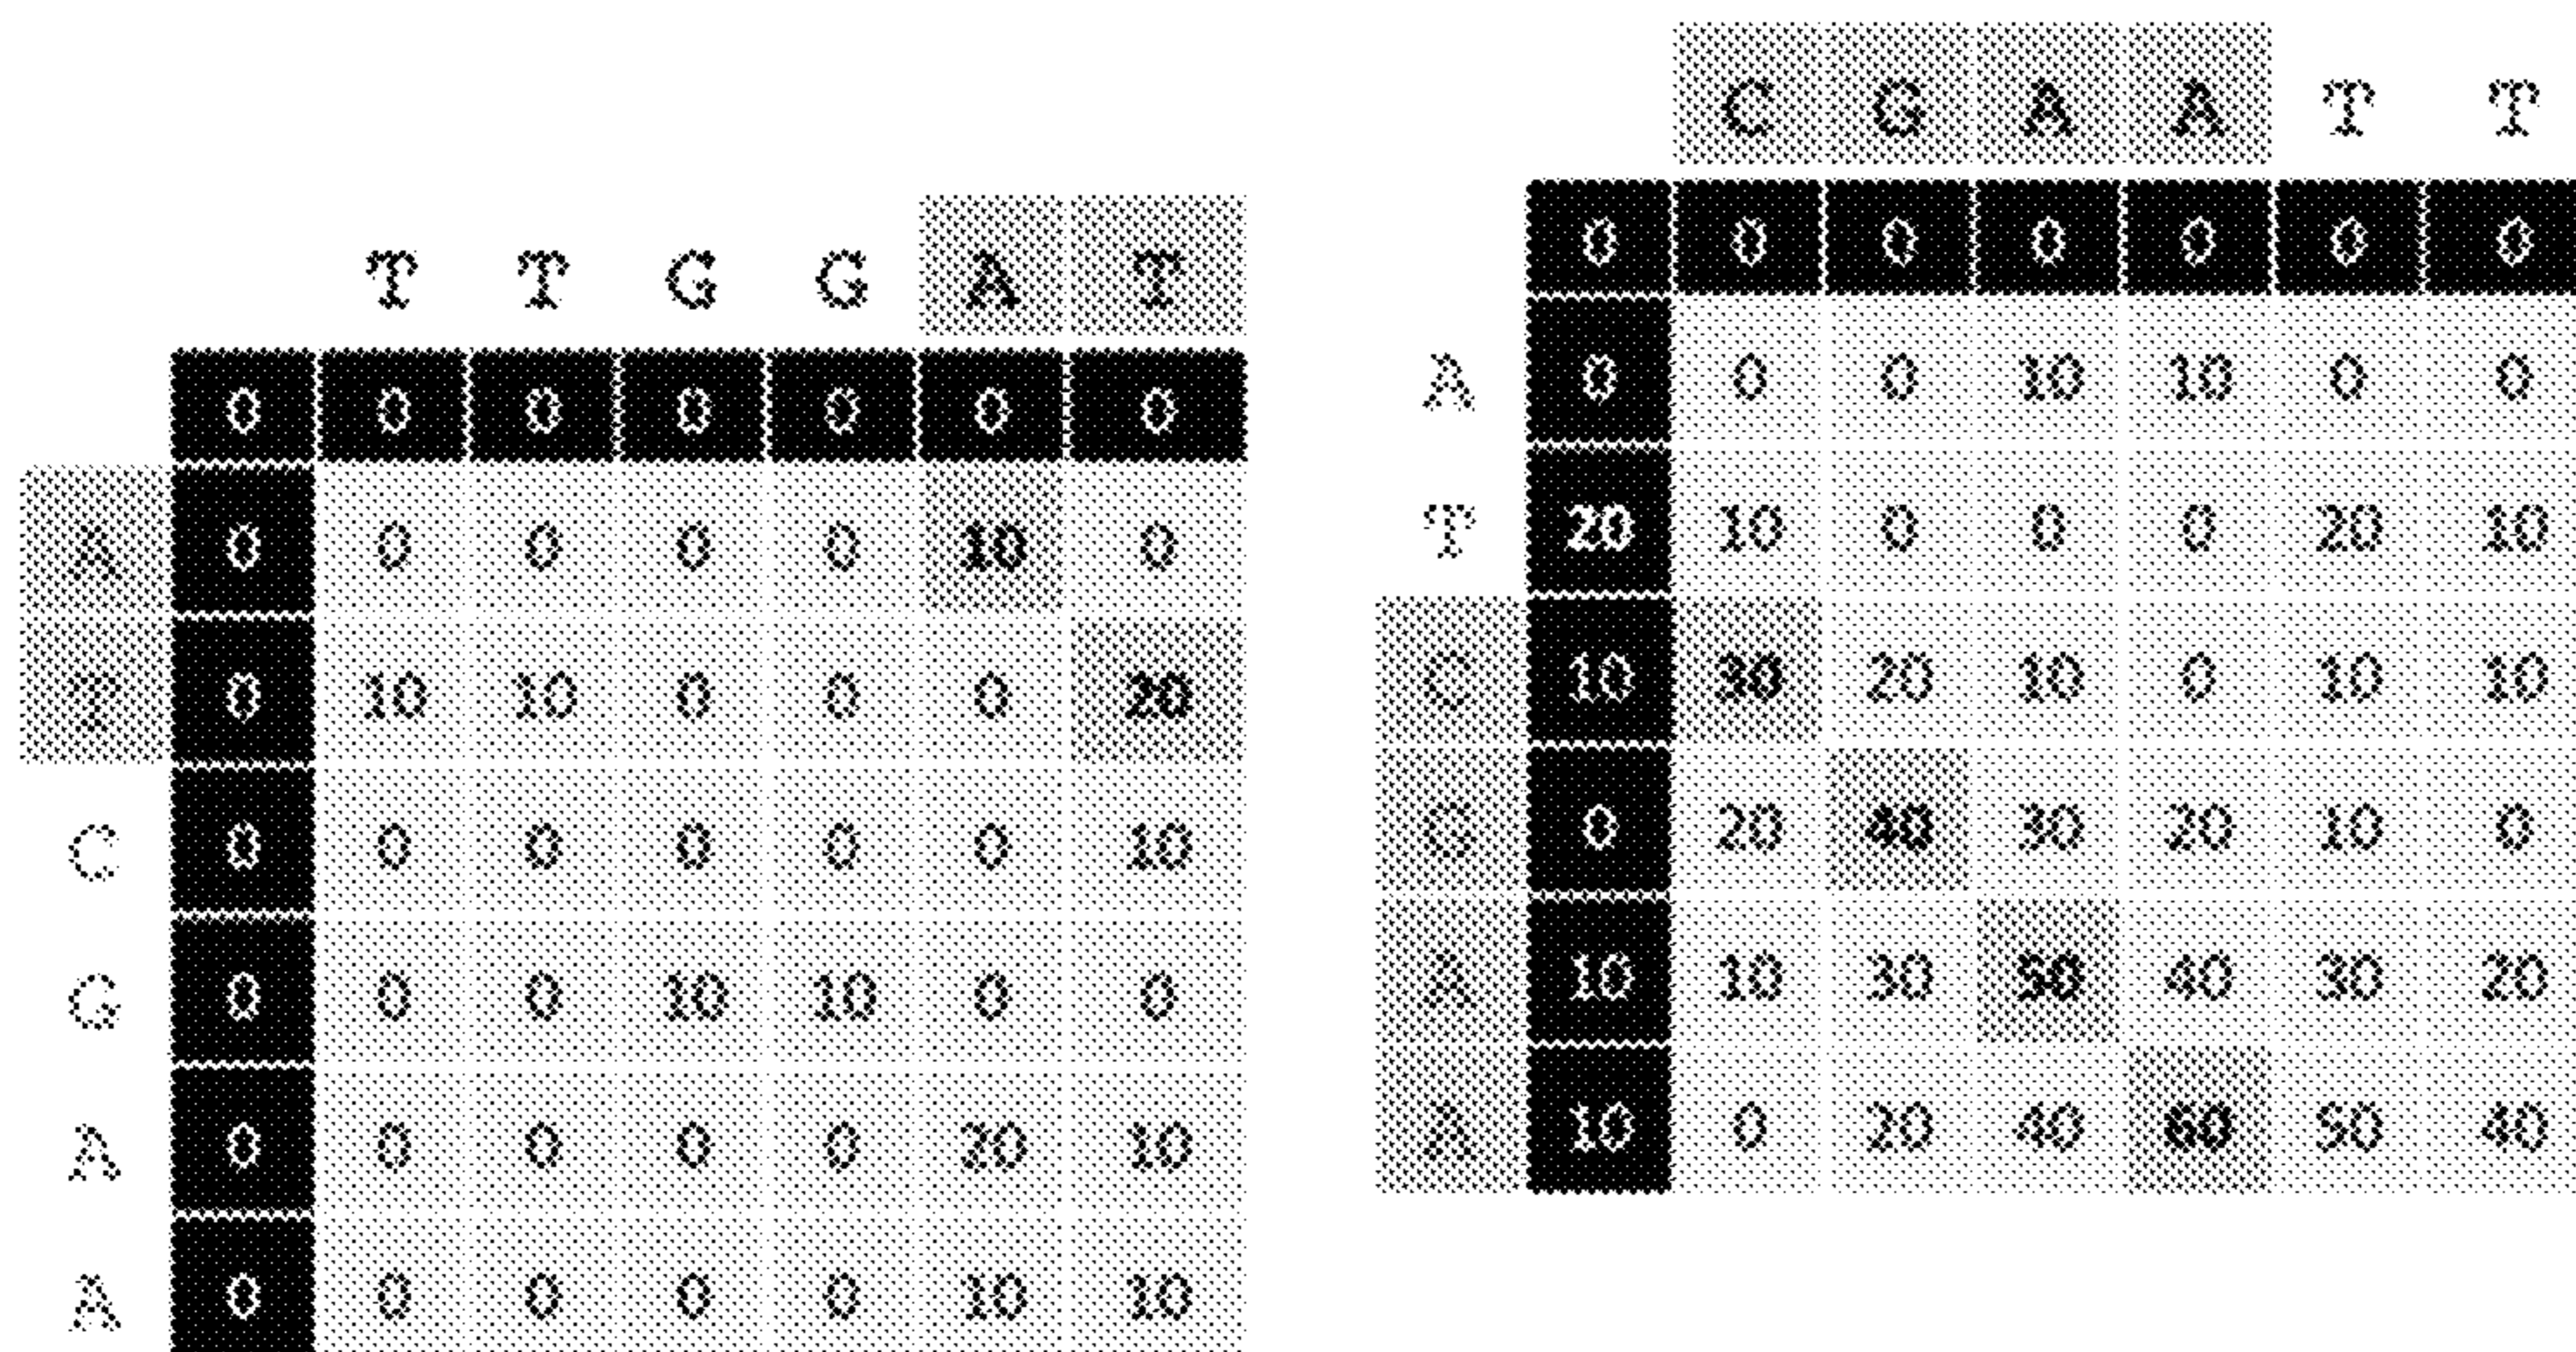 T T G G A T
0 0 0 0 0 0 0
A 0 0 0 0 0 10 0
T 0 10 10 0 0 0 20
C 0 0 0 0 0 0 10
G 0 0 0 10 10 0 0
A 0 0 0 0 0 20 10
A 0 0 0 0 0 10 10
C G A A T T
0 0 0 0 0 0 0
A 0 0 0 10 10 0 0
T 20 10 0 0 0 20 10
C 10 30 20 10 0 10 10
G 0 20 40 30 20 10 0
A 10 10 30 50 40 30 20
A 10 0 20 40 60 50 40